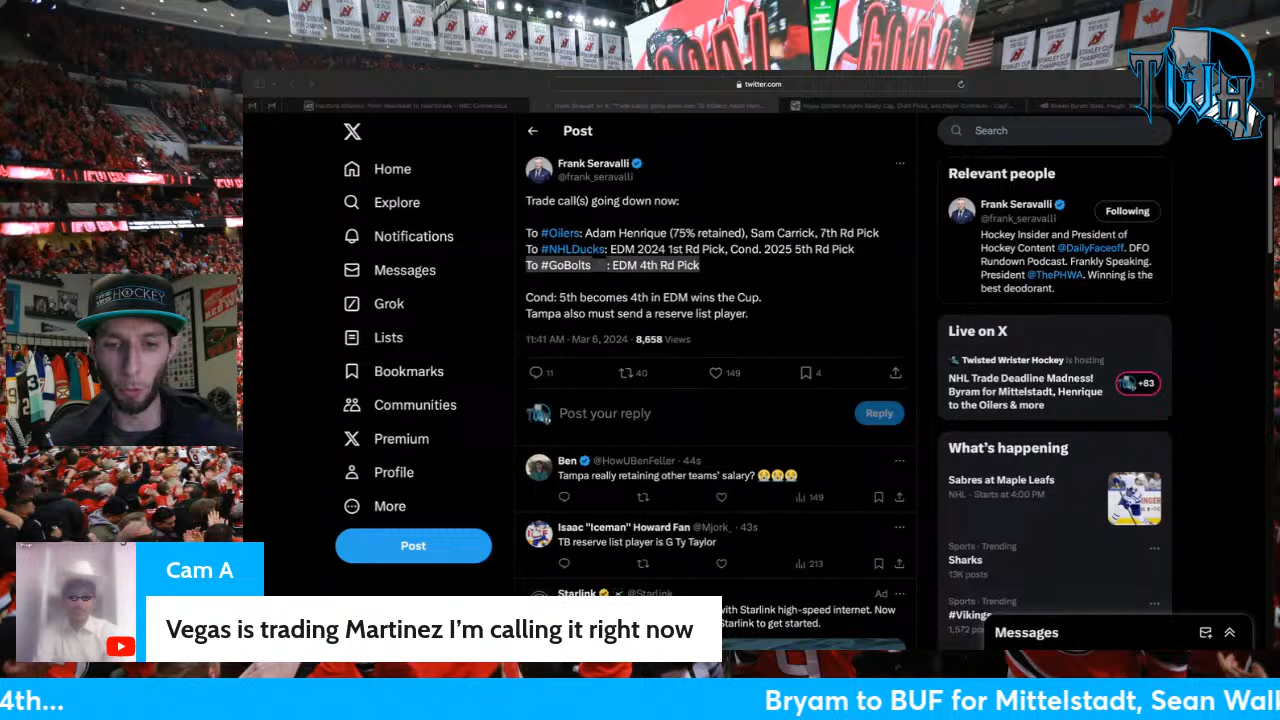 twitter.com
Post
Search
Frank Seravalli
@frank_seravalli
Trade call(s) going down now:
To #Oilers: Adam Henrique (75% retained), Sam Carrick, 7th Rd Pick
To #NHLDucks: EDM 2024 1st Rd Pick, Cond. 2025 5th Rd Pick
To #GoBolts : EDM 4th Rd Pick
Cond: 5th becomes 4th in EDM wins the Cup.
Tampa also must send a reserve list player.
11:41 AM · Mar 6, 2024 · 8,658 Views
11
40
149
4
Post your reply
Reply
Ben @HowUBenFeller · 44s
Tampa really retaining other teams' salary?
149
Isaac "Iceman" Howard Fan @Mjork_ · 43s
TB reserve list player is G Ty Taylor
213
Starlink @Starlink
Ad
with Starlink high-speed internet. Now
Starlink to get started.
Home
Explore
Notifications
Messages
Grok
Lists
Bookmarks
Communities
Premium
Profile
More
Post
Relevant people
Frank Seravalli
@frank_seravalli
Following
Hockey Insider and President of
Hockey Content @DailyFaceoff. DFO
Rundown Podcast. Frankly Speaking.
President @ThePHWA. Winning is the
best deodorant.
Live on X
Twisted Wrister Hockey is hosting
NHL Trade Deadline Madness!
Byram for Mittelstadt, Henrique
to the Oilers & more
+83
What's happening
Sabres at Maple Leafs
NHL · Starts at 4:00 PM
Sports · Trending
Sharks
13K posts
Sports · Trending
#Vikings
1,572 po
Messages
TWH
HOCKEY
GOAL
GOAL
Cam A
Vegas is trading Martinez I'm calling it right now
4th...
Bryam to BUF for Mittelstadt, Sean Wall